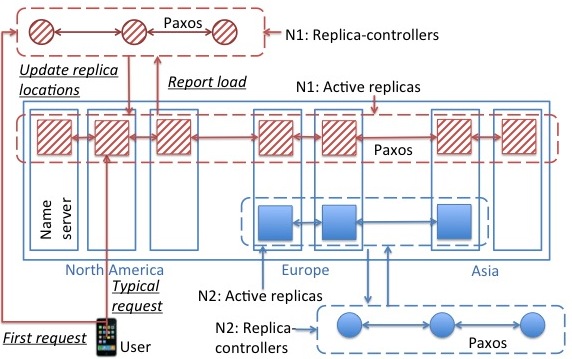 Paxos
N1: Replica-controllers
Update replica
locations
Report load
N1: Active replicas
Paxos
Name
server
North America
Europe
Asia
Typical
request
N2: Active replicas
First request
User
N2: Replica-
controllers
Paxos